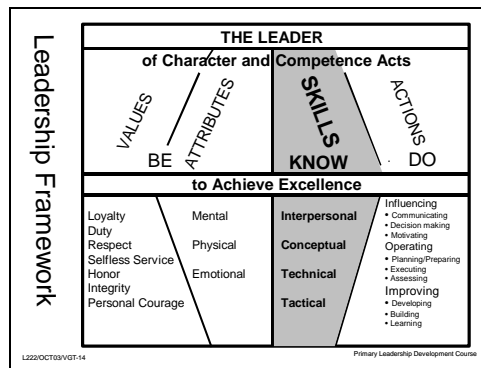 Leadership Framework
THE LEADER
of Character and Competence Acts
VALUES
ATTRIBUTES
SKILLS
ACTIONS
BE
KNOW
DO
to Achieve Excellence
Loyalty
Duty
Respect
Selfless Service
Honor
Integrity
Personal Courage
Mental
Physical
Emotional
Interpersonal
Conceptual
Technical
Tactical
Influencing
• Communicating
• Decision making
• Motivating
Operating
• Planning/Preparing
• Executing
• Assessing
Improving
• Developing
• Building
• Learning
L222/OCT03/VGT-14
Primary Leadership Development Course